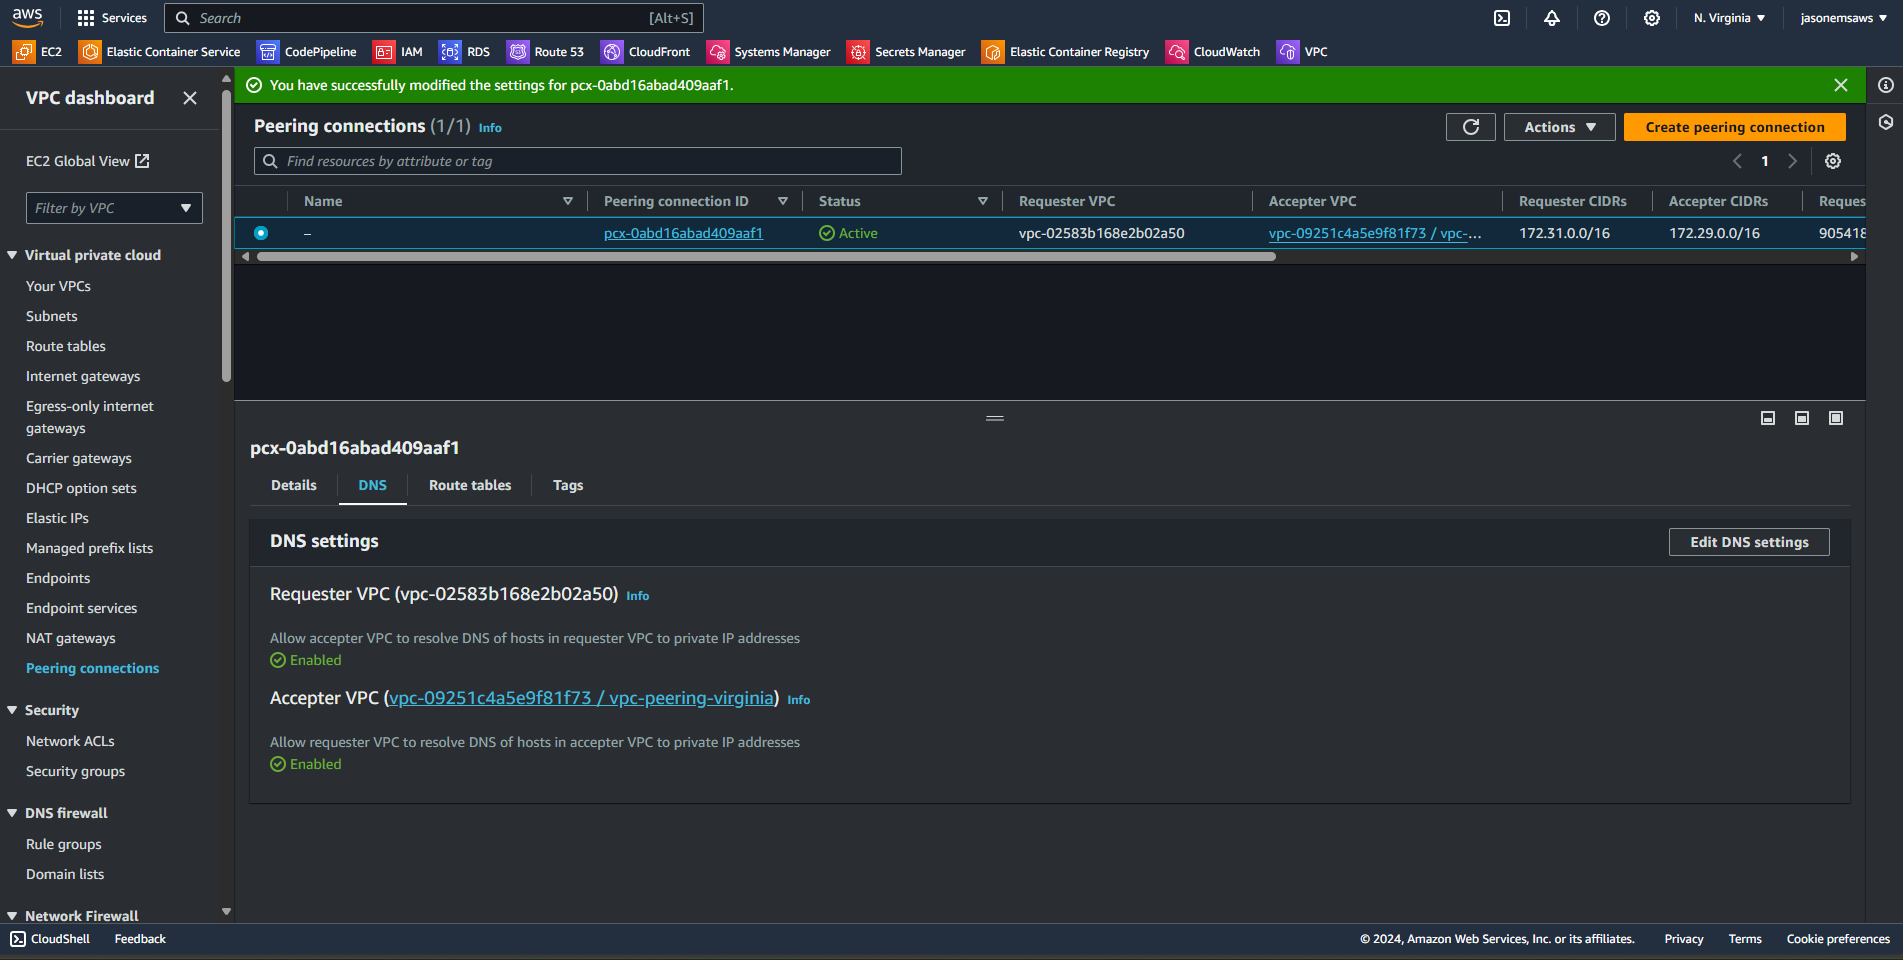 aws
Services
Search
[Alt+S]
N. Virginia
jasonemsaws
EC2
Elastic Container Service
CodePipeline
IAM
RDS
Route 53
CloudFront
Systems Manager
Secrets Manager
Elastic Container Registry
CloudWatch
VPC
VPC dashboard
EC2 Global View
Filter by VPC
Virtual private cloud
Your VPCs
Subnets
Route tables
Internet gateways
Egress-only internet
gateways
Carrier gateways
DHCP option sets
Elastic IPs
Managed prefix lists
Endpoints
Endpoint services
NAT gateways
Peering connections
Security
Network ACLs
Security groups
DNS firewall
Rule groups
Domain lists
Network Firewall
You have successfully modified the settings for pcx-0abd16abad409aaf1.
Peering connections (1/1) Info
Actions
Create peering connection
Find resources by attribute or tag
1
Name
Peering connection ID
Status
Requester VPC
Accepter VPC
Requester CIDRs
Accepter CIDRs
Reques
–
pcx-0abd16abad409aaf1
Active
vpc-02583b168e2b02a50
vpc-09251c4a5e9f81f73 / vpc-...
172.31.0.0/16
172.29.0.0/16
905418
pcx-0abd16abad409aaf1
Details
DNS
Route tables
Tags
DNS settings
Edit DNS settings
Requester VPC (vpc-02583b168e2b02a50) Info
Allow accepter VPC to resolve DNS of hosts in requester VPC to private IP addresses
Enabled
Accepter VPC (vpc-09251c4a5e9f81f73 / vpc-peering-virginia) Info
Allow requester VPC to resolve DNS of hosts in accepter VPC to private IP addresses
Enabled
CloudShell
Feedback
© 2024, Amazon Web Services, Inc. or its affiliates.
Privacy
Terms
Cookie preferences